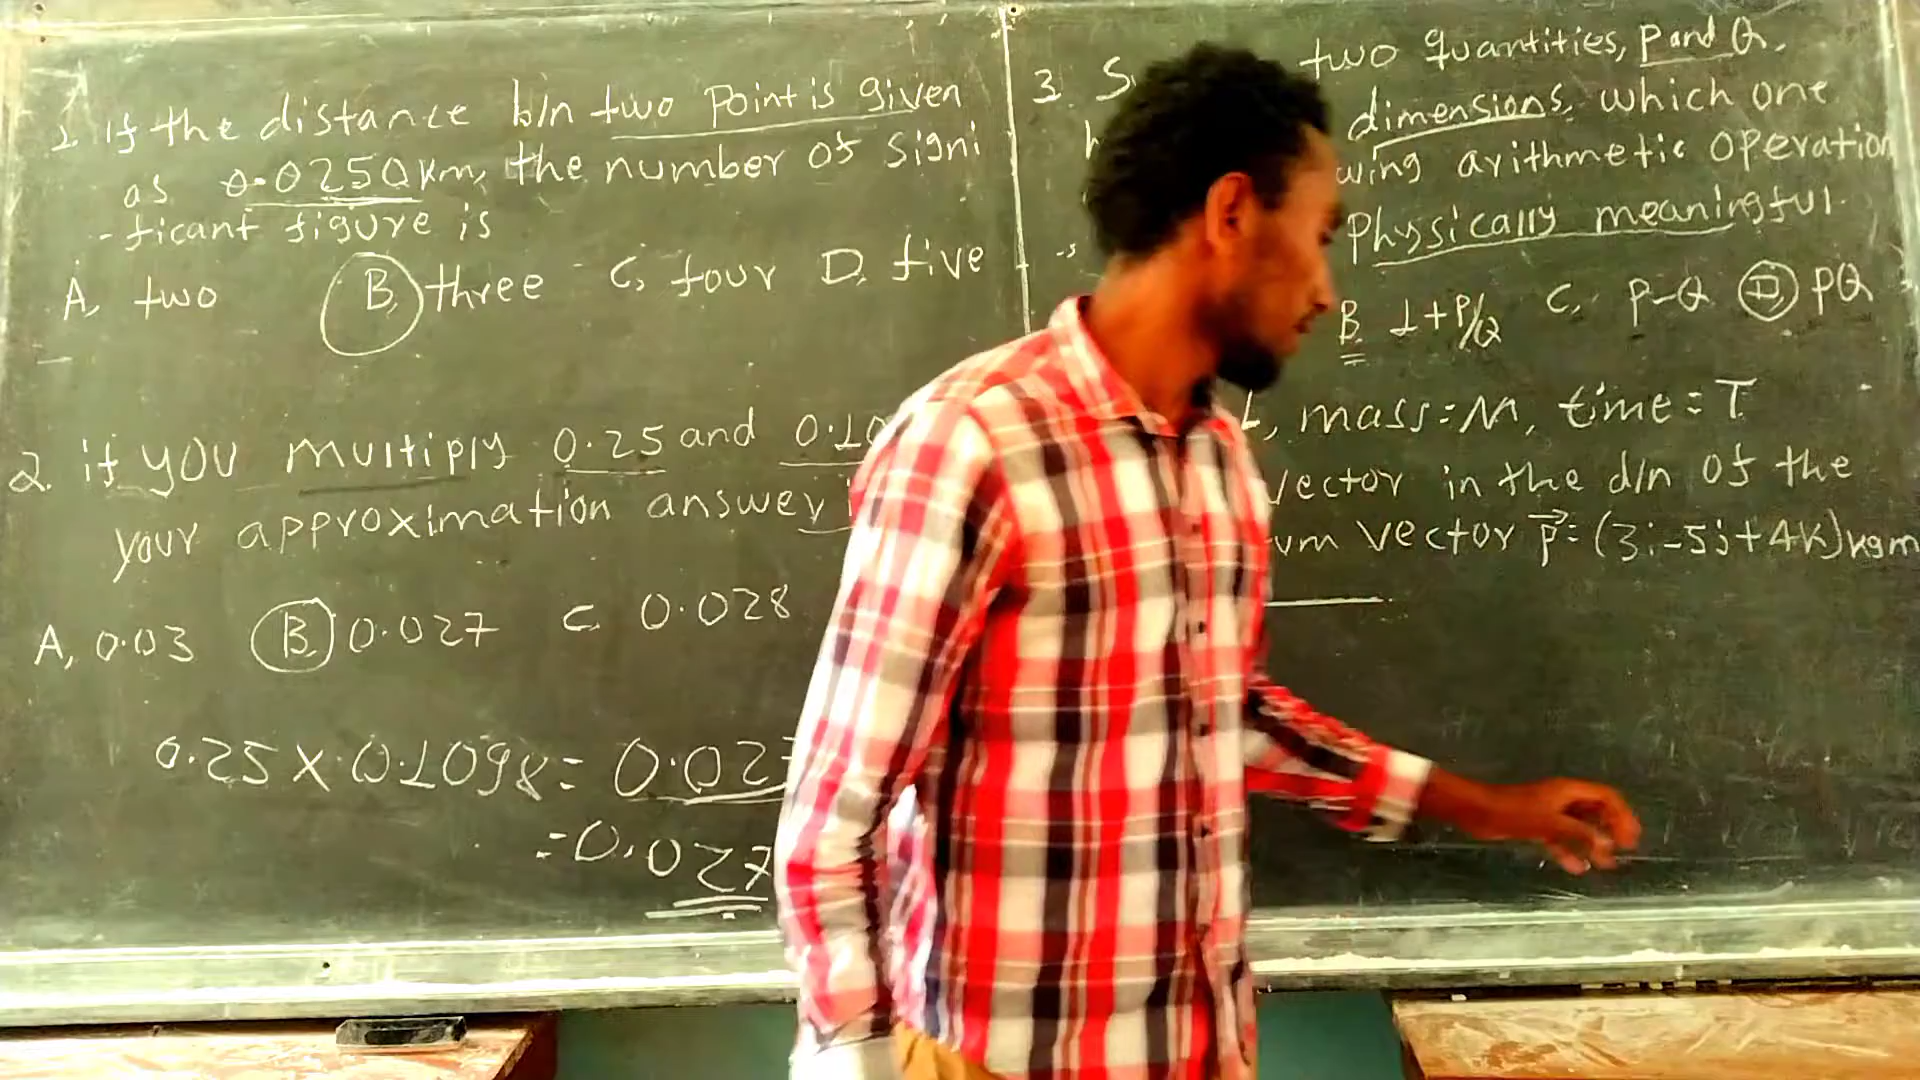 1. If the distance b/n two point is given
as 0.0250km, the number of signi
-ficant figure is
A, two B, three C, four D, five
2. if you multiply 0.25 and
your approximation answer
A, 0.03 B, 0.027 C. 0.028
0.25 X 0.1098 = 0.027
= 0.027
3. two quantities, P and Q.
dimensions. which one
arithmetic operation
Physically meaningful.
B. 1+P/Q C, P-Q D, PQ
L, mass = M, time = T
vector in the d/n of the
vector P = (3i-5j+4k)kgm